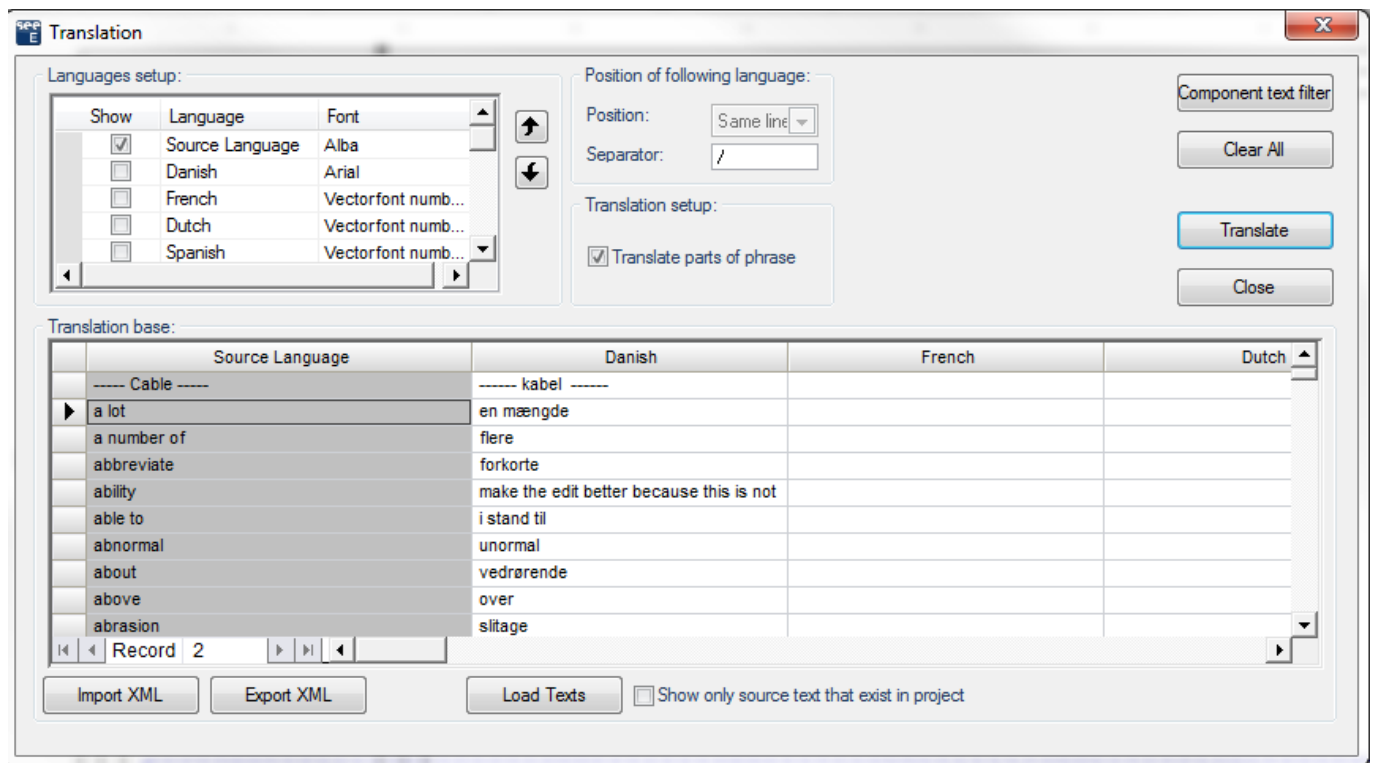 see E Translation
Languages setup:
Show Language Font
Source Language Alba
Danish Arial
French Vectorfont numb...
Dutch Vectorfont numb...
Spanish Vectorfont numb...
Position of following language:
Position: Same line
Separator: /
Translation setup:
Translate parts of phrase
Component text filter
Clear All
Translate
Close
Translation base:
Source Language Danish French Dutch
----- Cable ----- ------ kabel ------
a lot en mængde
a number of flere
abbreviate forkorte
ability make the edit better because this is not
able to i stand til
abnormal unormal
about vedrørende
above over
abrasion slitage
Record 2
Import XML Export XML Load Texts Show only source text that exist in project